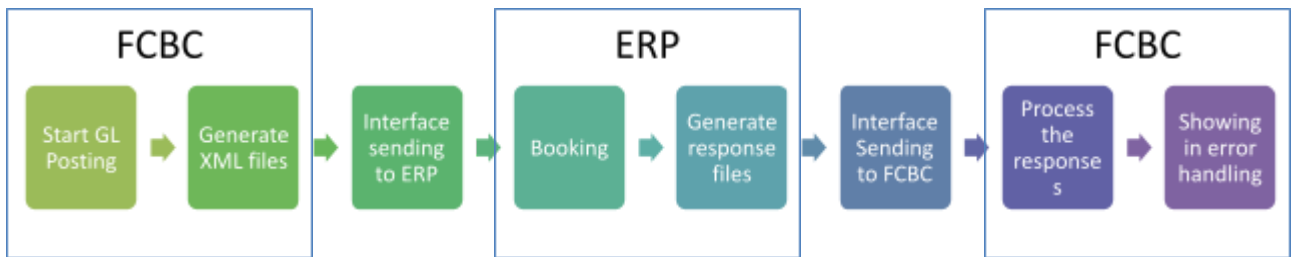 FCBC
Start GL
Posting
Generate
XML files
Interface
sending
to ERP
ERP
Booking
Generate
response
files
Interface
Sending
to FCBC
FCBC
Process
the
response
s
Showing
in error
handling